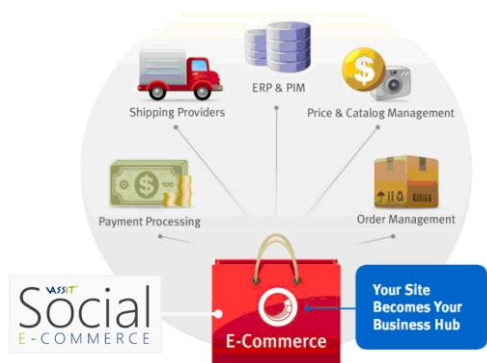 ERP & PIM
Shipping Providers
Price & Catalog Management
$
100
Payment Processing
Order Management
VASSIT
Social
E-COMMERCE
E-Commerce
Your Site
Becomes Your
Business Hub